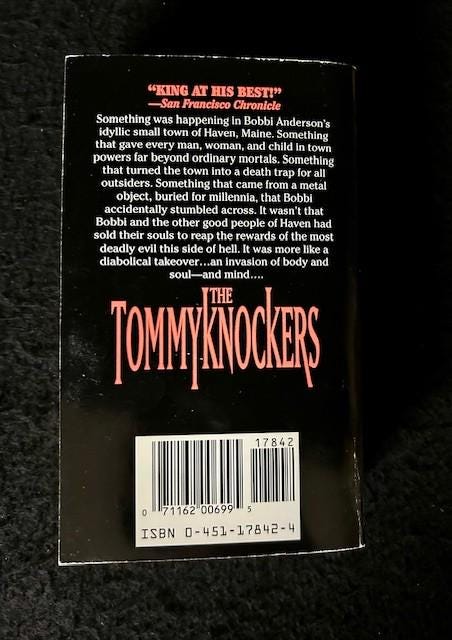 “KING AT HIS BEST!”
—San Francisco Chronicle
Something was happening in Bobbi Anderson’s
idyllic small town of Haven, Maine. Something
that gave every man, woman, and child in town
powers far beyond ordinary mortals. Something
that turned the town into a death trap for all
outsiders. Something that came from a metal
object, buried for millennia, that Bobbi
accidentally stumbled across. It wasn’t that
Bobbi and the other good people of Haven had
sold their souls to reap the rewards of the most
deadly evil this side of hell. It was more like a
diabolical takeover...an invasion of body and
soul—and mind....
THE
TOMMYKNOCKERS
17842
0 71162 00699 5
ISBN 0-451-17842-4